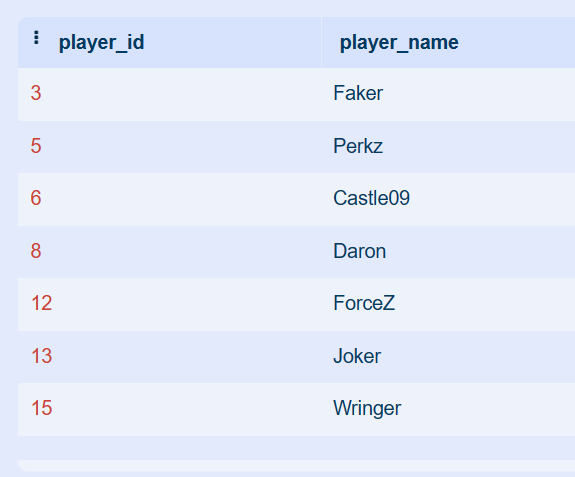 player_id player_name
3 Faker
5 Perkz
6 Castle09
8 Daron
12 ForceZ
13 Joker
15 Wringer